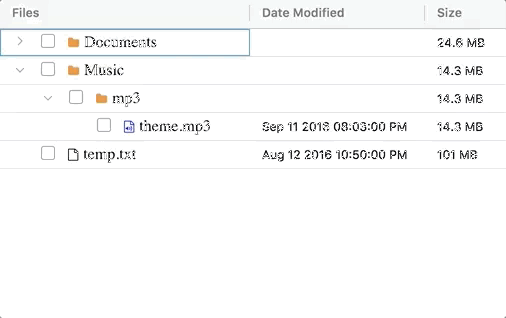 Files Date Modified Size
Documents 24.6 MB
Music 14.3 MB
mp3 14.3 MB
theme.mp3 Sep 11 2016 08:03:00 PM 14.3 MB
temp.txt Aug 12 2016 10:50:00 PM 101 MB